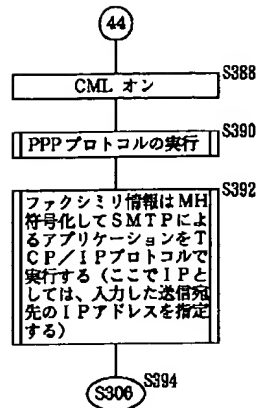 44
S388
CML オン
S390
PPPプロトコルの実行
S392
ファクシミリ情報はMH
符号化してSMTPによ
るアプリケーションをT
CP/IPプロトコルで
実行する(ここでIPと
しては、入力した送信宛
先のIPアドレスを指定
する)
S306
S394